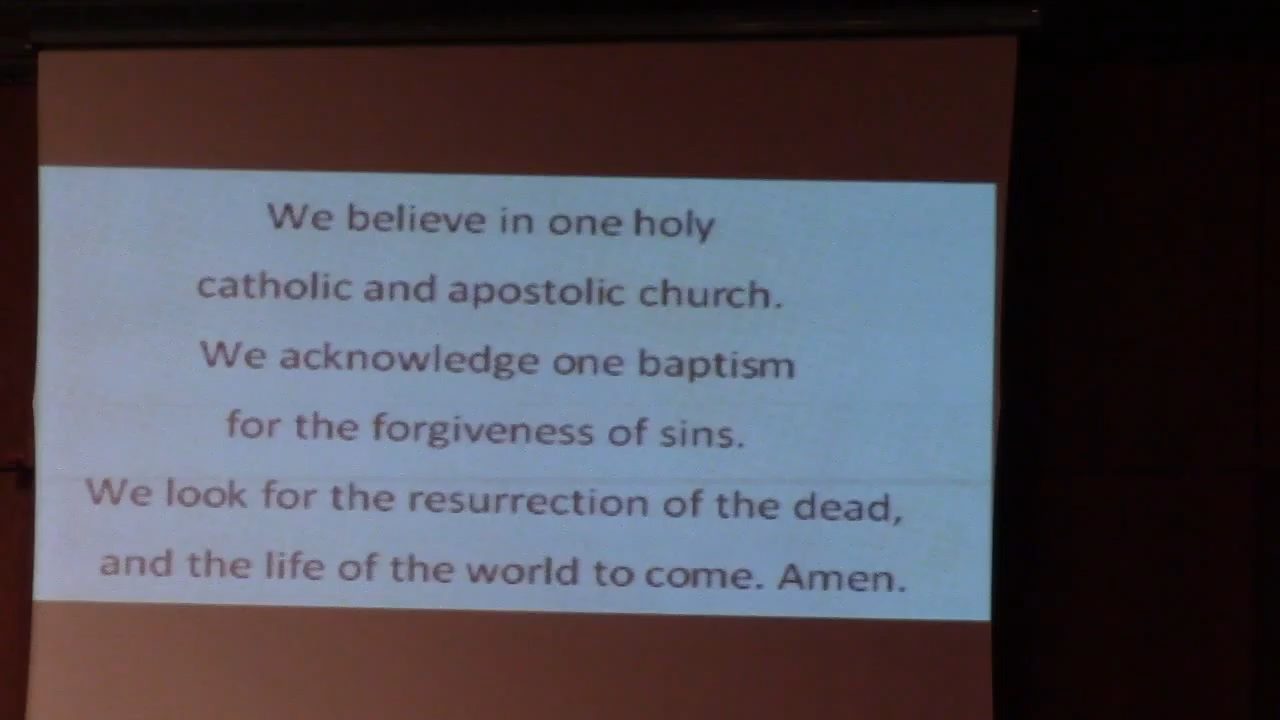 We believe in one holy
catholic and apostolic church.
We acknowledge one baptism
for the forgiveness of sins.
We look for the resurrection of the dead,
and the life of the world to come. Amen.